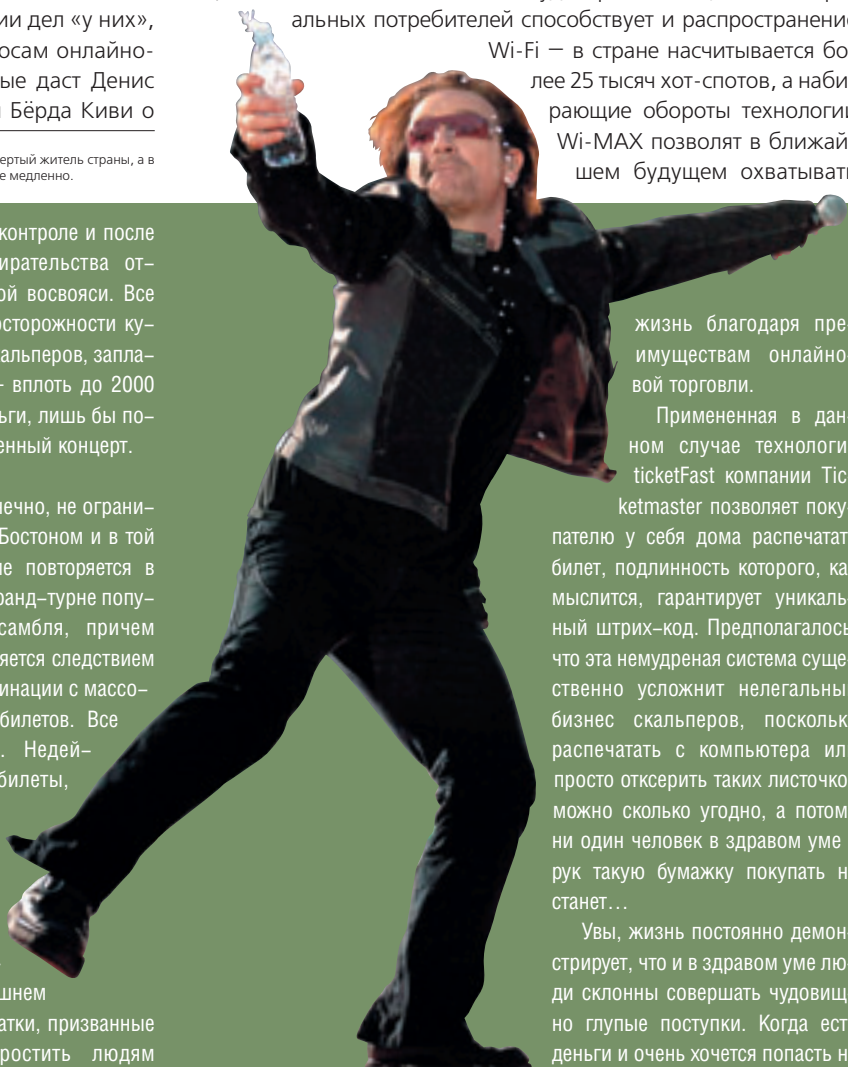 ии дел «у них»,
осам онлайно-
ые даст Денис
Бёрда Киви о
ертый житель страны, а в
е медленно.
контроле и после
ирательства от-
ой восвояси. Все
осторожности ку-
альперов, запла-
– вплоть до 2000
ьги, лишь бы по-
енный концерт.
ечно, не ограни-
Бостоном и в той
не повторяется в
ранд-турне попу-
самбля, причем
яется следствием
инации с массо-
билетов. Все
. Недей-
билеты,
-
шнем
атки, призванные
ростить людям
альных потребителей способствует и распространение
Wi-Fi — в стране насчитывается бо
лее 25 тысяч хот-спотов, а наби
рающие обороты технологии
Wi-MAX позволят в ближай
шем будущем охватывать
жизнь благодаря пре
имуществам онлайно
вой торговли.
Примененная в дан
ном случае технологи
ticketFast компании Tic
ketmaster позволяет поку
пателю у себя дома распечатат
билет, подлинность которого, ка
мыслится, гарантирует уникаль
ный штрих-код. Предполагалось
что эта немудреная система суще
ственно усложнит нелегальны
бизнес скальперов, поскольк
распечатать с компьютера ил
просто отксерить таких листочко
можно сколько угодно, а потом
ни один человек в здравом уме
рук такую бумажку покупать н
станет...
Увы, жизнь постоянно демон
стрирует, что и в здравом уме лю
ди склонны совершать чудовищ
но глупые поступки. Когда ест
деньги и очень хочется попасть н